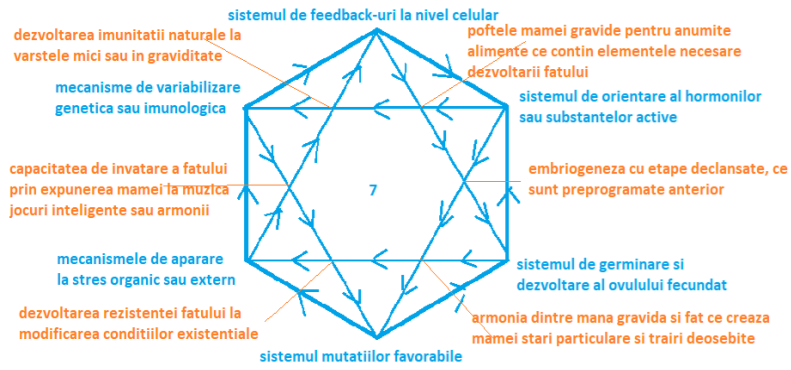 sistemul de feedback-uri la nivel celular
dezvoltarea imunitatii naturale la
varstele mici sau in graviditate
poftele mamei gravide pentru anumite
alimente ce contin elementele necesare
dezvoltarii fatului
mecanisme de variabilizare
genetica sau imunologica
sistemul de orientare al hormonilor
sau substantelor active
capacitatea de invatare a fatului
prin expunerea mamei la muzica
jocuri inteligente sau armonii
7
embriogeneza cu etape declansate, ce
sunt preprogramate anterior
mecanismele de aparare
la stres organic sau extern
sistemul de germinare si
dezvoltare al ovulului fecundat
dezvoltarea rezistentei fatului la
modificarea conditiilor existentiale
armonia dintre mana gravida si fat ce creaza
mamei stari particulare si trairi deosebite
sistemul mutatiilor favorabile